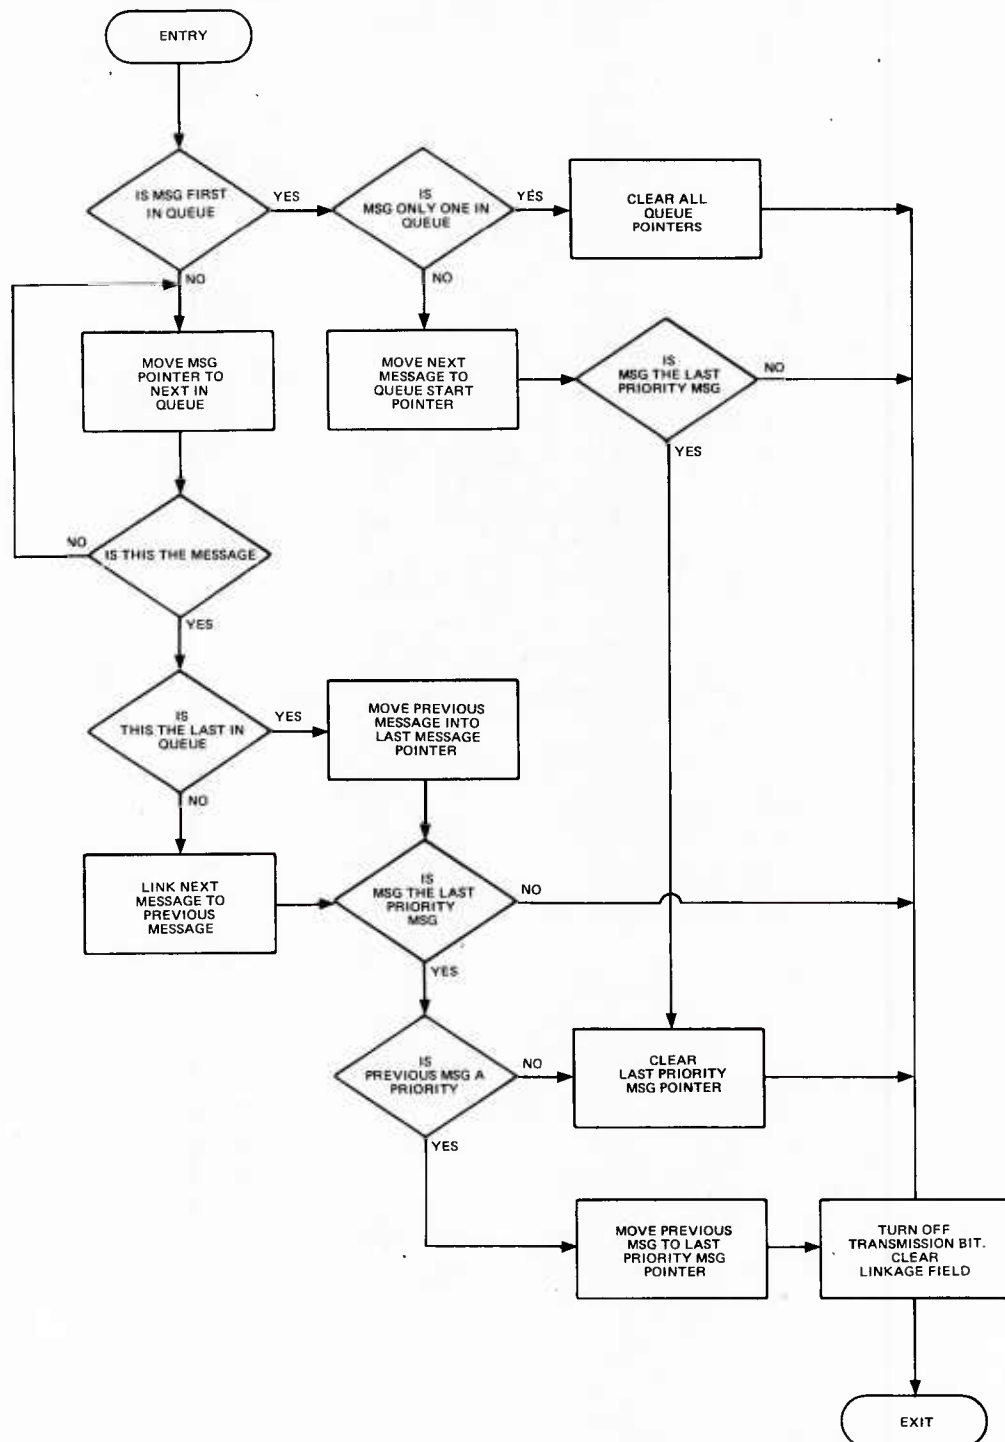 ENTRY
IS MSG FIRST
IN QUEUE
YES
IS
MSG ONLY ONE IN
QUEUE
YES
CLEAR ALL
QUEUE
POINTERS
NO
NO
MOVE MSG
POINTER TO
NEXT IN
QUEUE
MOVE NEXT
MESSAGE TO
QUEUE START
POINTER
IS
MSG THE LAST
PRIORITY MSG
NO
YES
NO
IS THIS THE MESSAGE
YES
IS
THIS THE LAST IN
QUEUE
YES
MOVE PREVIOUS
MESSAGE INTO
LAST MESSAGE
POINTER
NO
LINK NEXT
MESSAGE TO
PREVIOUS
MESSAGE
IS
MSG THE LAST
PRIORITY
MSG
NO
YES
IS
PREVIOUS MSG A
PRIORITY
NO
CLEAR
LAST PRIORITY
MSG POINTER
YES
MOVE PREVIOUS
MSG TO LAST
PRIORITY MSG
POINTER
TURN OFF
TRANSMISSION BIT.
CLEAR
LINKAGE FIELD
EXIT